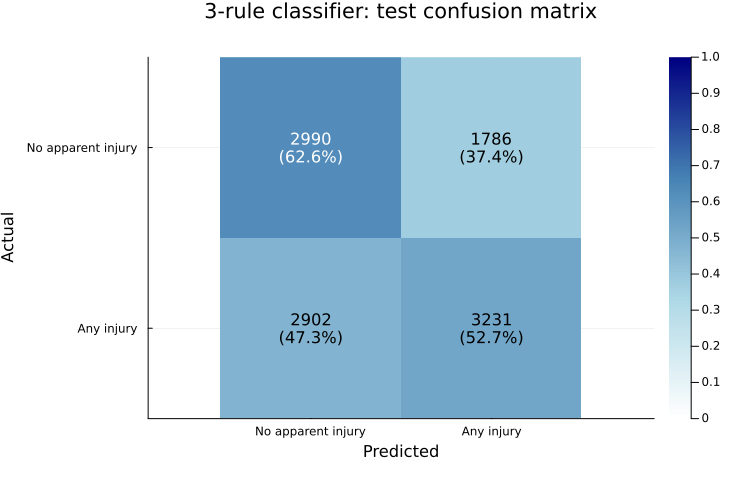 3-rule classifier: test confusion matrix
Actual
No apparent injury
Any injury
2990
(62.6%)
1786
(37.4%)
2902
(47.3%)
3231
(52.7%)
No apparent injury
Any injury
Predicted
1.0
0.9
0.8
0.7
0.6
0.5
0.4
0.3
0.2
0.1
0